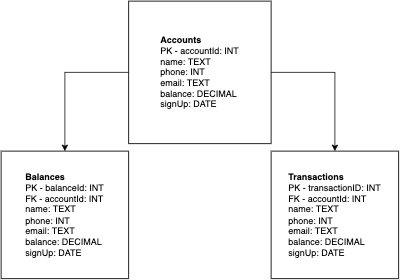 Accounts
PK - accountId: INT
name: TEXT
phone: INT
email: TEXT
balance: DECIMAL
signUp: DATE
Balances
PK - balanceId: INT
FK - accountId: INT
name: TEXT
phone: INT
email: TEXT
balance: DECIMAL
signUp: DATE
Transactions
PK - transactionID: INT
FK - accountId: INT
name: TEXT
phone: INT
email: TEXT
balance: DECIMAL
signUp: DATE